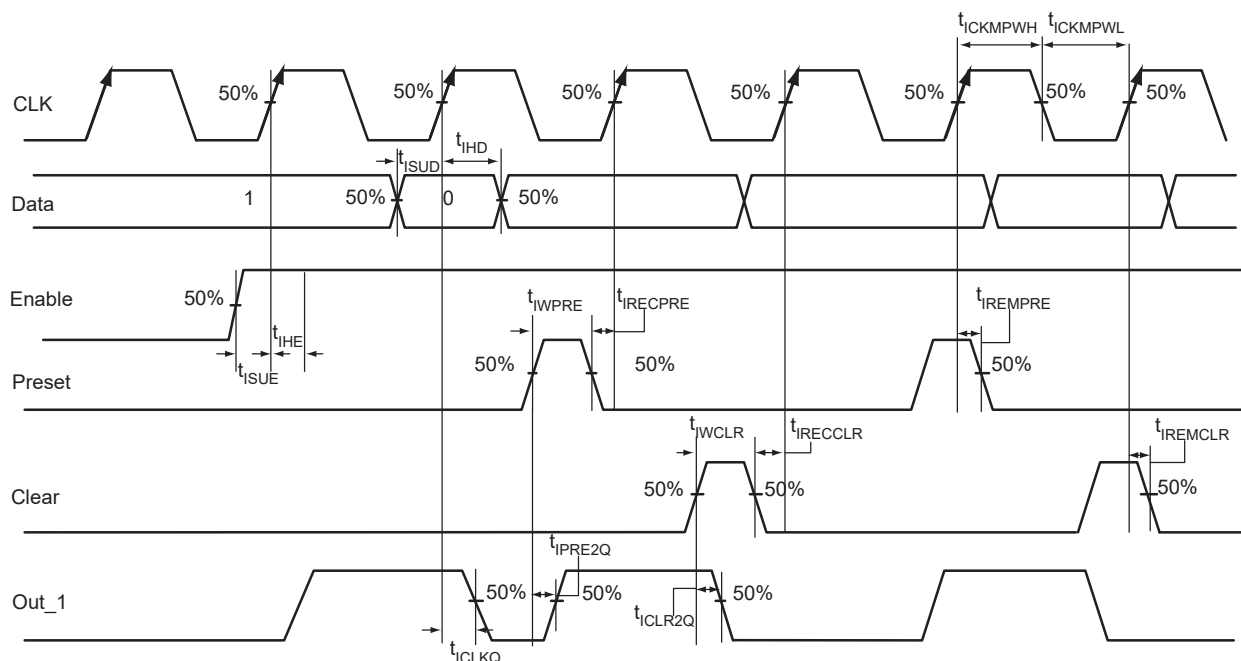 tICKMPWH tICKMPWL
CLK 50% 50% 50% 50% 50% 50% 50%
tISUD tIHD
Data 1 50% 0 50%
Enable 50% tIWPRE tIRECPRE tIREMPRE
tIHE
tISUE
Preset 50% 50% 50%
tIWCLR tIRECCLR tIREMCLR
Clear 50% 50% 50%
tIPRE2Q
Out_1 50% 50% tICLR2Q 50%
tICLKQ